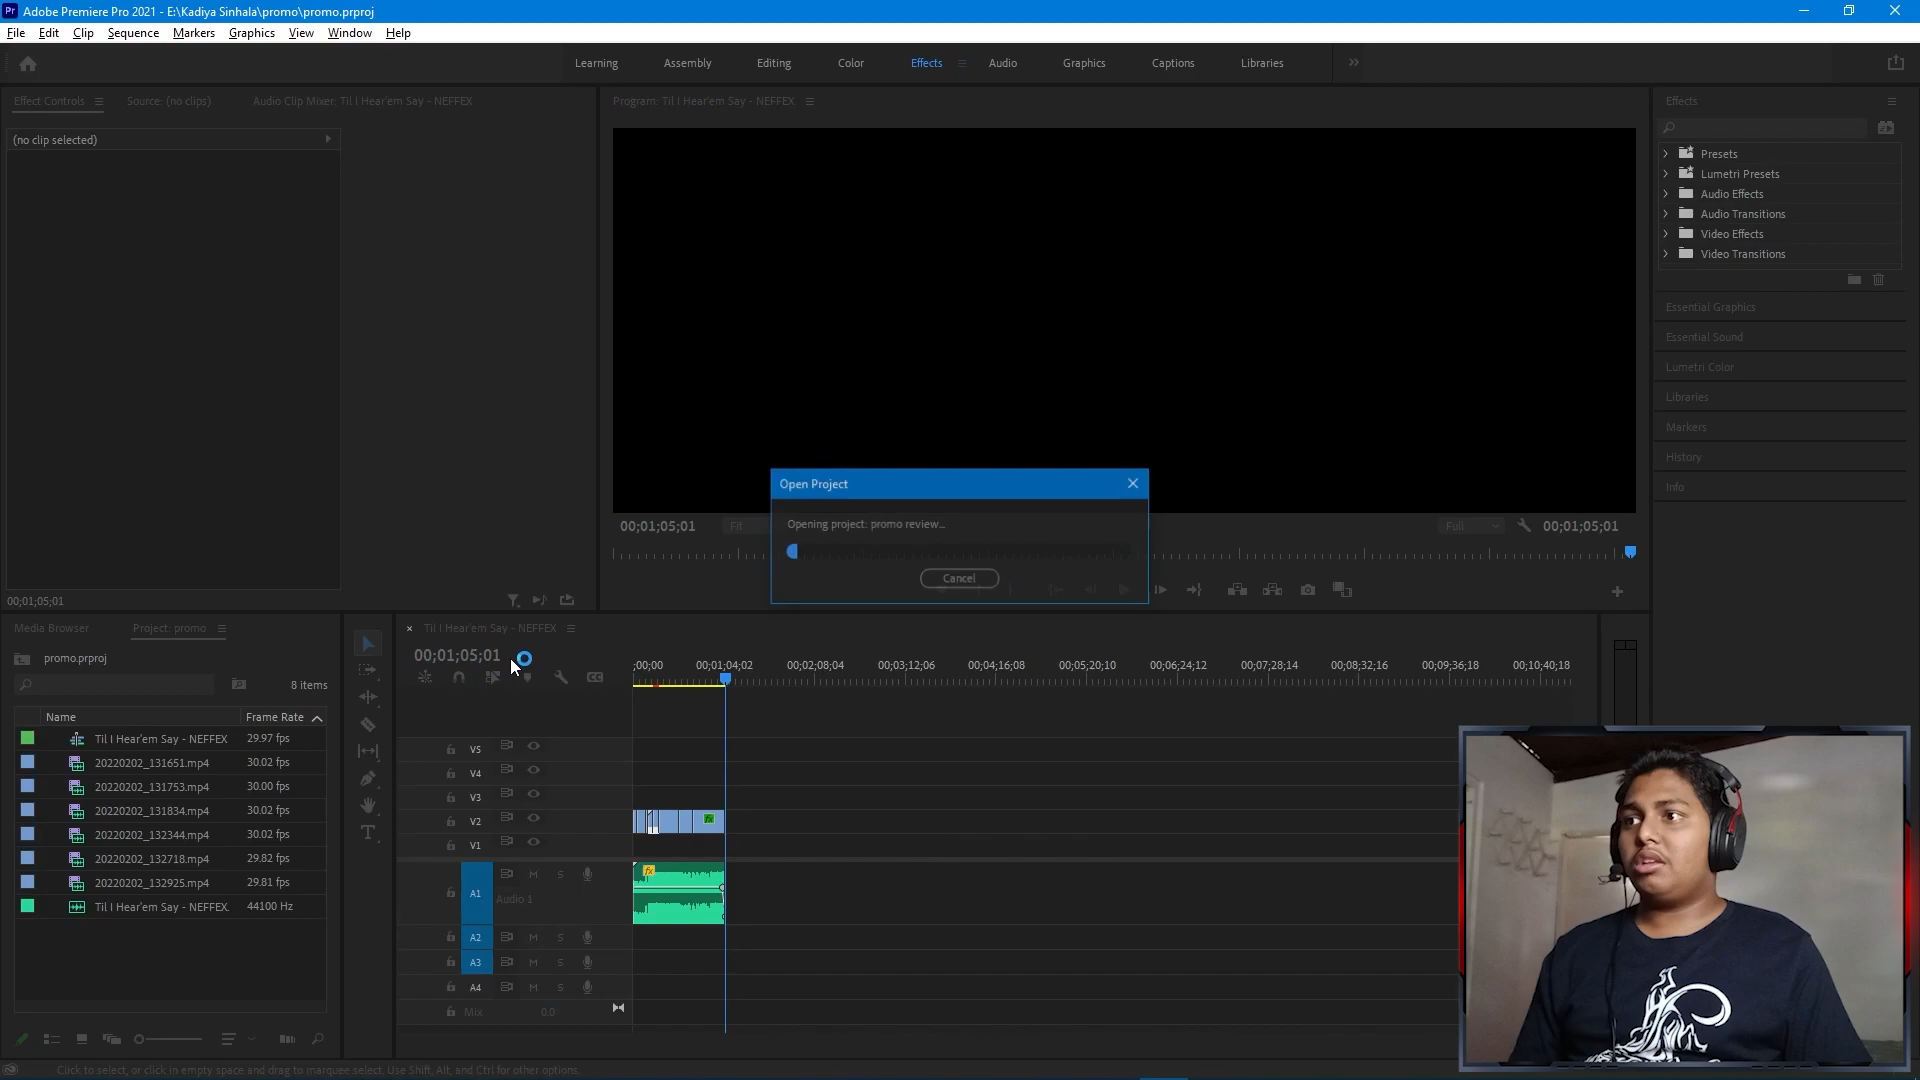 Pr Adobe Premiere Pro 2021 - E:\Kadiya Sinhala\promo\promo.prproj
File Edit Clip Sequence Markers Graphics View Window Help
Learning Assembly Editing Color Effects Audio Graphics Captions Libraries
Effect Controls Source: (no clips) Audio Clip Mixer: Til I Hear'em Say - NEFFEX
(no clip selected)
00;01;05;01
Program: Til I Hear'em Say - NEFFEX
00;01;05;01 Fit Full 00;01;05;01
Open Project
Opening project: promo review...
Cancel
Effects
Presets
Lumetri Presets
Audio Effects
Audio Transitions
Video Effects
Video Transitions
Essential Graphics
Essential Sound
Lumetri Color
Libraries
Markers
History
Info
Media Browser Project: promo
promo.prproj
8 items
Name Frame Rate
Til I Hear'em Say - NEFFEX 29.97 fps
20220202_131651.mp4 30.02 fps
20220202_131753.mp4 30.00 fps
20220202_131834.mp4 30.02 fps
20220202_132344.mp4 30.02 fps
20220202_132718.mp4 29.82 fps
20220202_132925.mp4 29.81 fps
Til I Hear'em Say - NEFFEX. 44100 Hz
× Til I Hear'em Say - NEFFEX
00;01;05;01
;00;00 00;01;04;02 00;02;08;04 00;03;12;06 00;04;16;08 00;05;20;10 00;06;24;12 00;07;28;14 00;08;32;16 00;09;36;18 00;10;40;18
V5
V4
V3
V2 fx
V1
A1 M S fx
Audio 1
A2 M S
A3 M S
A4 M S
Mix 0.0
Click to select, or click in empty space and drag to marquee select. Use Shift, Alt, and Ctrl for other options.